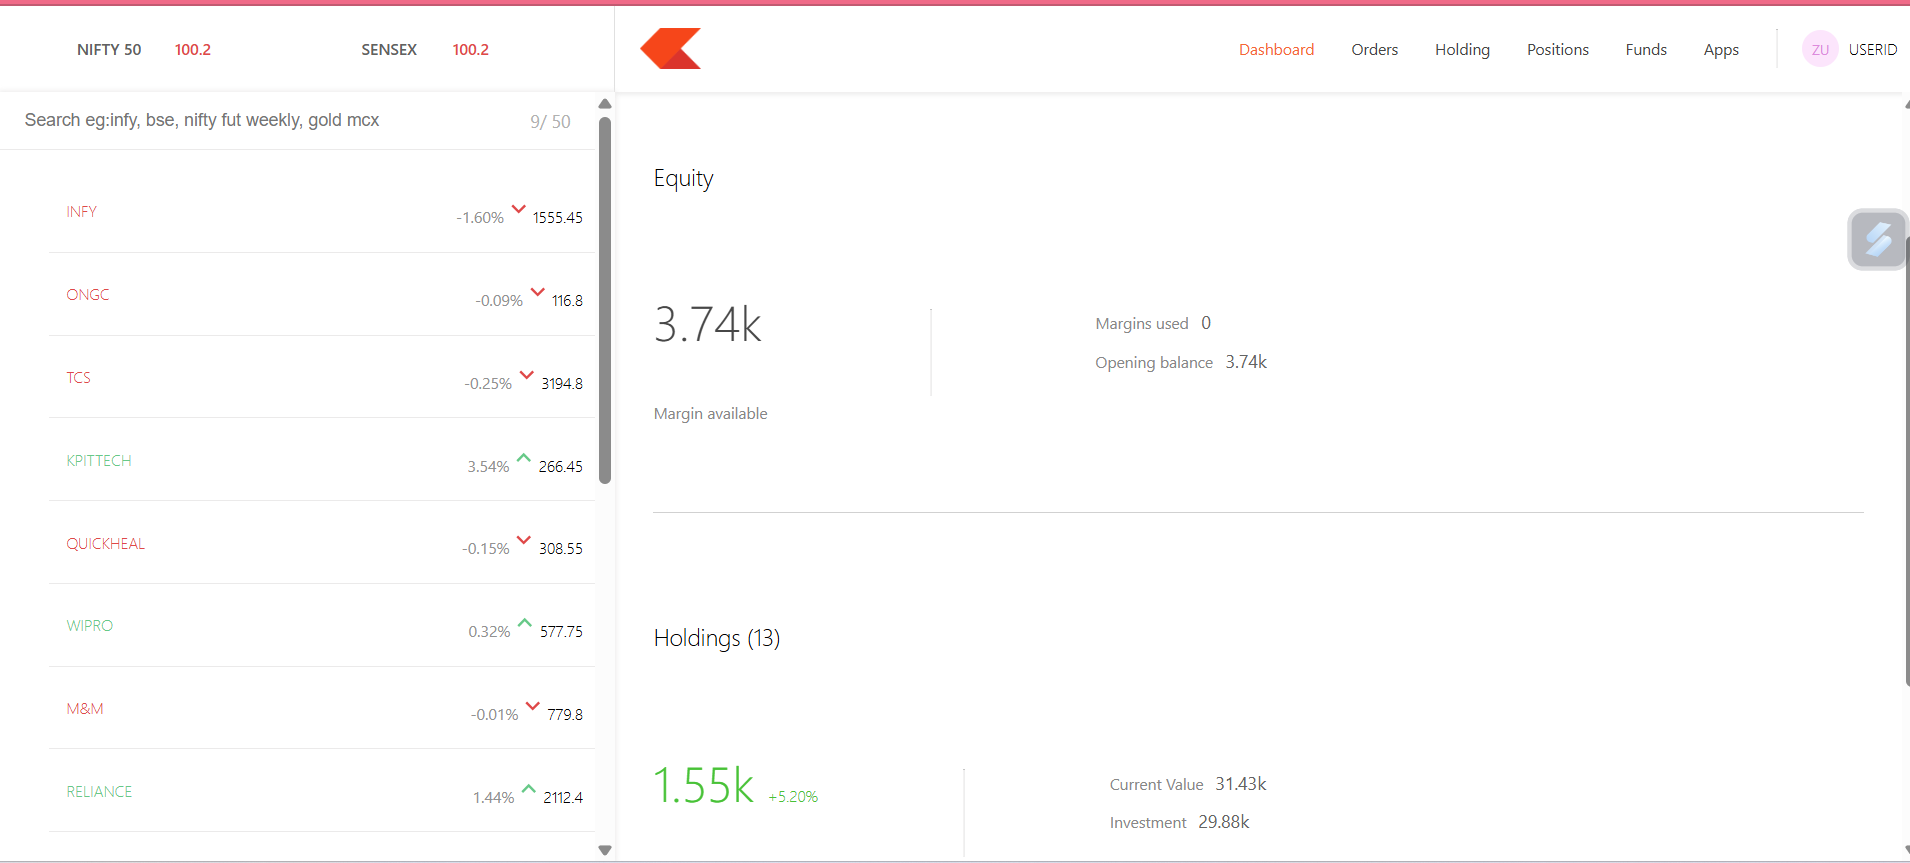 NIFTY 50 100.2 SENSEX 100.2
Dashboard Orders Holding Positions Funds Apps ZU USERID
Search eg:infy, bse, nifty fut weekly, gold mcx 9/ 50
INFY -1.60% 1555.45
ONGC -0.09% 116.8
TCS -0.25% 3194.8
KPITTECH 3.54% 266.45
QUICKHEAL -0.15% 308.55
WIPRO 0.32% 577.75
M&M -0.01% 779.8
RELIANCE 1.44% 2112.4
Equity
3.74k
Margin available
Margins used 0
Opening balance 3.74k
Holdings (13)
1.55k +5.20%
Current Value 31.43k
Investment 29.88k